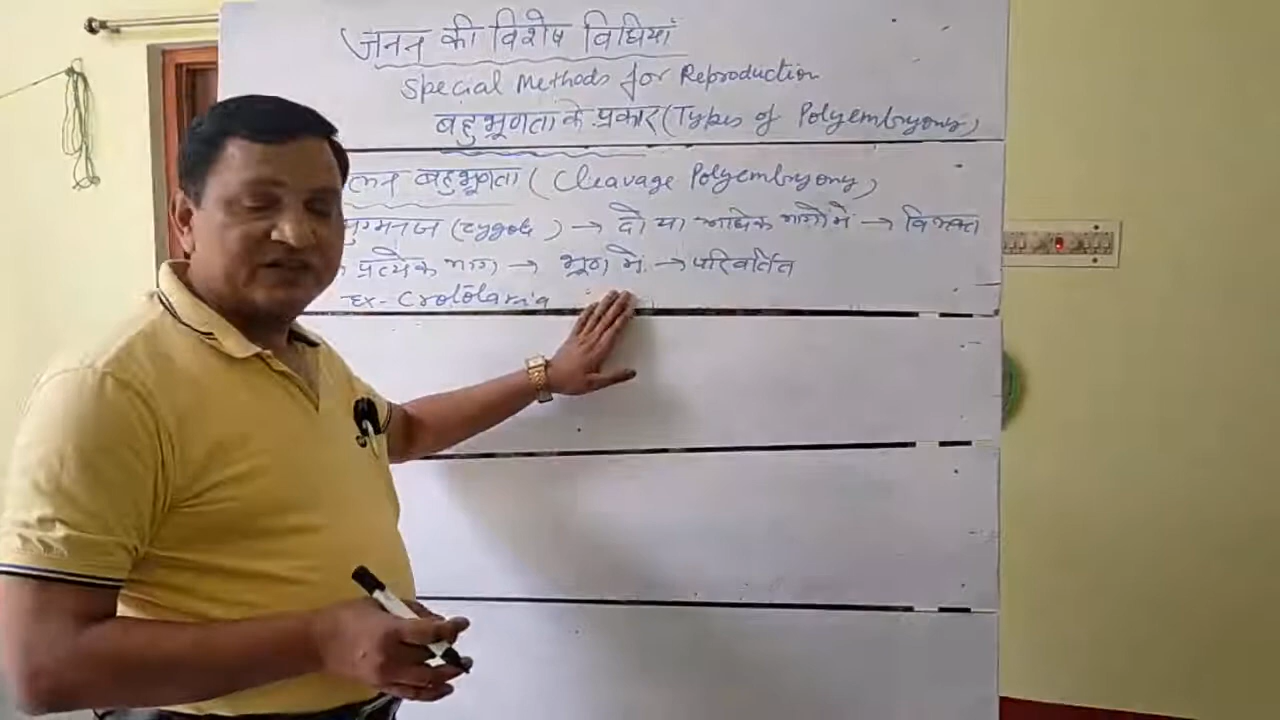 जनन की विशेष विधियां
Special Methods for Reproduction
बहुभ्रूणता के प्रकार (Types of Polyembryony)
बहुभ्रूणता (Cleavage Polyembryony)
युग्मनज (zygote) → दो या अधिक भागों में → विभक्त
प्रत्येक भाग → भ्रूण में → परिवर्तित
Ex- Crotolaria